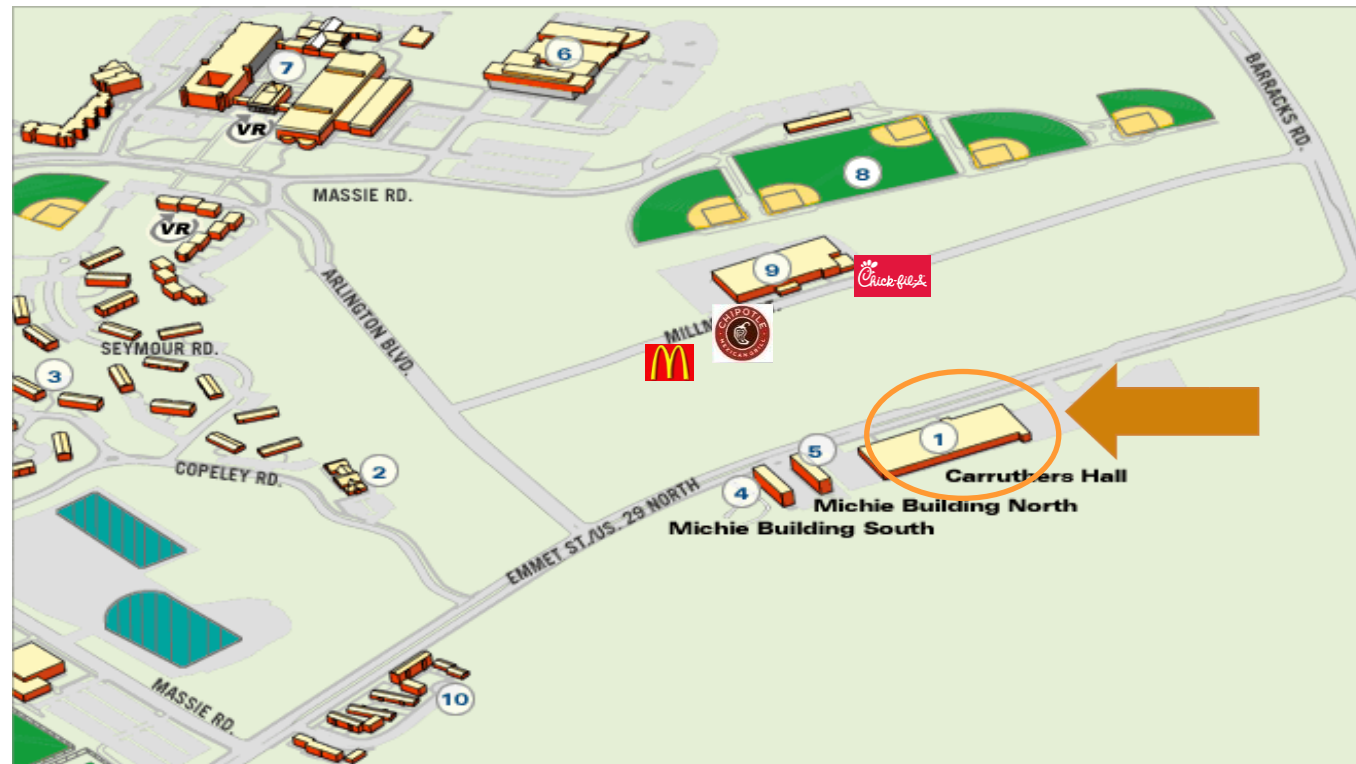 BARRACKS RD.
6
7
VR
MASSIE RD.
8
VR
9
Chick-fil-A
ARLINGTON BLVD.
CHIPOTLE
MEXICAN GRILL
SEYMOUR RD.
3
1
Carruthers Hall
5
Michie Building North
4
Michie Building South
COPELEY RD.
2
EMMET ST./US. 29 NORTH
MASSIE RD.
10